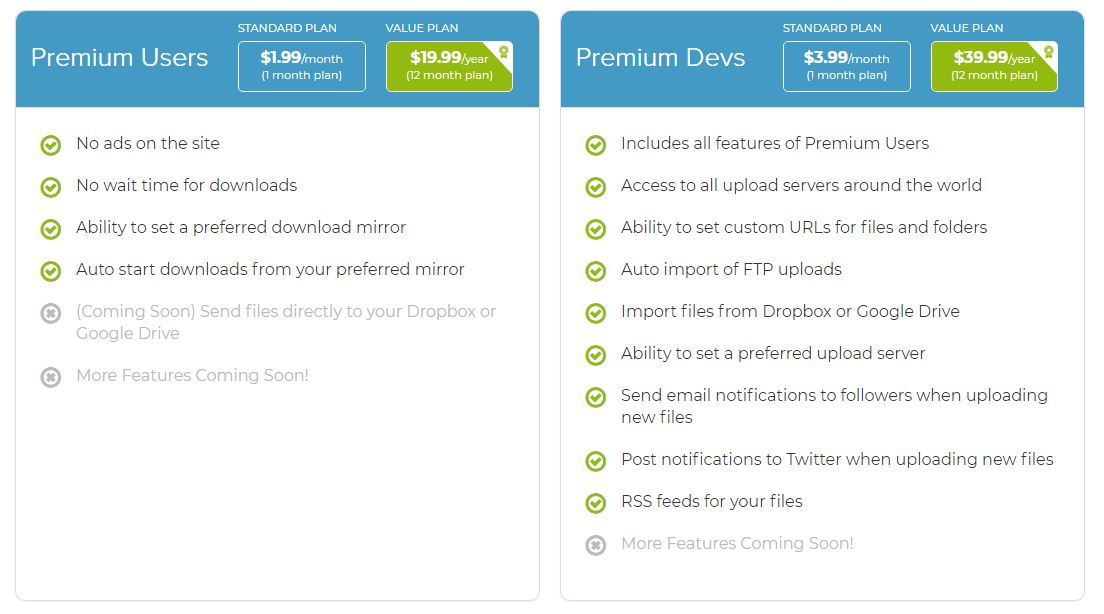 Premium Users
STANDARD PLAN
$1.99/month
(1 month plan)
VALUE PLAN
$19.99/year
(12 month plan)
No ads on the site
No wait time for downloads
Ability to set a preferred download mirror
Auto start downloads from your preferred mirror
(Coming Soon) Send files directly to your Dropbox or
Google Drive
More Features Coming Soon!
Premium Devs
STANDARD PLAN
$3.99/month
(1 month plan)
VALUE PLAN
$39.99/year
(12 month plan)
Includes all features of Premium Users
Access to all upload servers around the world
Ability to set custom URLs for files and folders
Auto import of FTP uploads
Import files from Dropbox or Google Drive
Ability to set a preferred upload server
Send email notifications to followers when uploading
new files
Post notifications to Twitter when uploading new files
RSS feeds for your files
More Features Coming Soon!